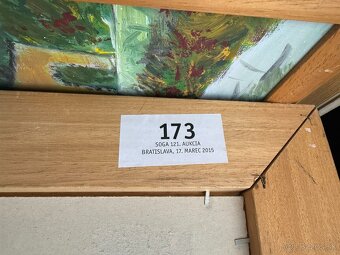 173
SOGA 121. AUKCIA
BRATISLAVA, 17. MAREC 2015